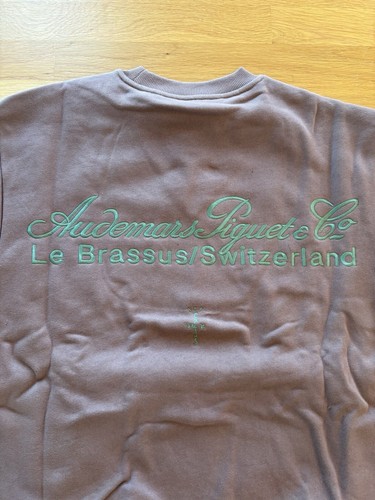 Audemars Piguet & Co
Le Brassus/Switzerland